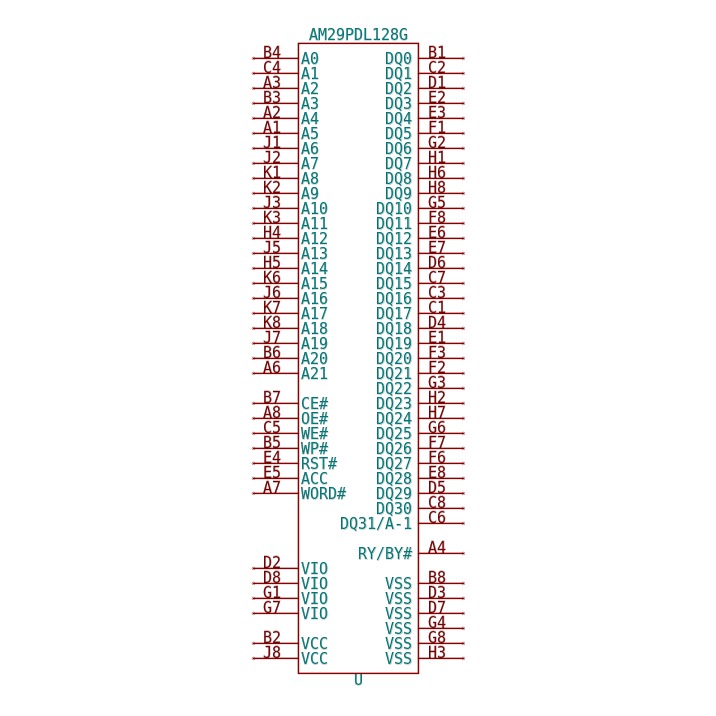 AM29PDL128G
B4 A0 DQ0 B1
C4 A1 DQ1 C2
A3 A2 DQ2 D1
B3 A3 DQ3 E2
A2 A4 DQ4 E3
A1 A5 DQ5 F1
J1 A6 DQ6 G2
J2 A7 DQ7 H1
K1 A8 DQ8 H6
K2 A9 DQ9 H8
J3 A10 DQ10 G5
K3 A11 DQ11 F8
H4 A12 DQ12 E6
J5 A13 DQ13 E7
H5 A14 DQ14 D6
K6 A15 DQ15 C7
J6 A16 DQ16 C3
K7 A17 DQ17 C1
K8 A18 DQ18 D4
J7 A19 DQ19 E1
B6 A20 DQ20 F3
A6 A21 DQ21 F2
DQ22 G3
B7 CE# DQ23 H2
A8 OE# DQ24 H7
C5 WE# DQ25 G6
B5 WP# DQ26 F7
E4 RST# DQ27 F6
E5 ACC DQ28 E8
A7 WORD# DQ29 D5
DQ30 C8
DQ31/A-1 C6
RY/BY# A4
D2 VIO
D8 VIO VSS B8
G1 VIO VSS D3
G7 VIO VSS D7
VSS G4
B2 VCC VSS G8
J8 VCC VSS H3
U